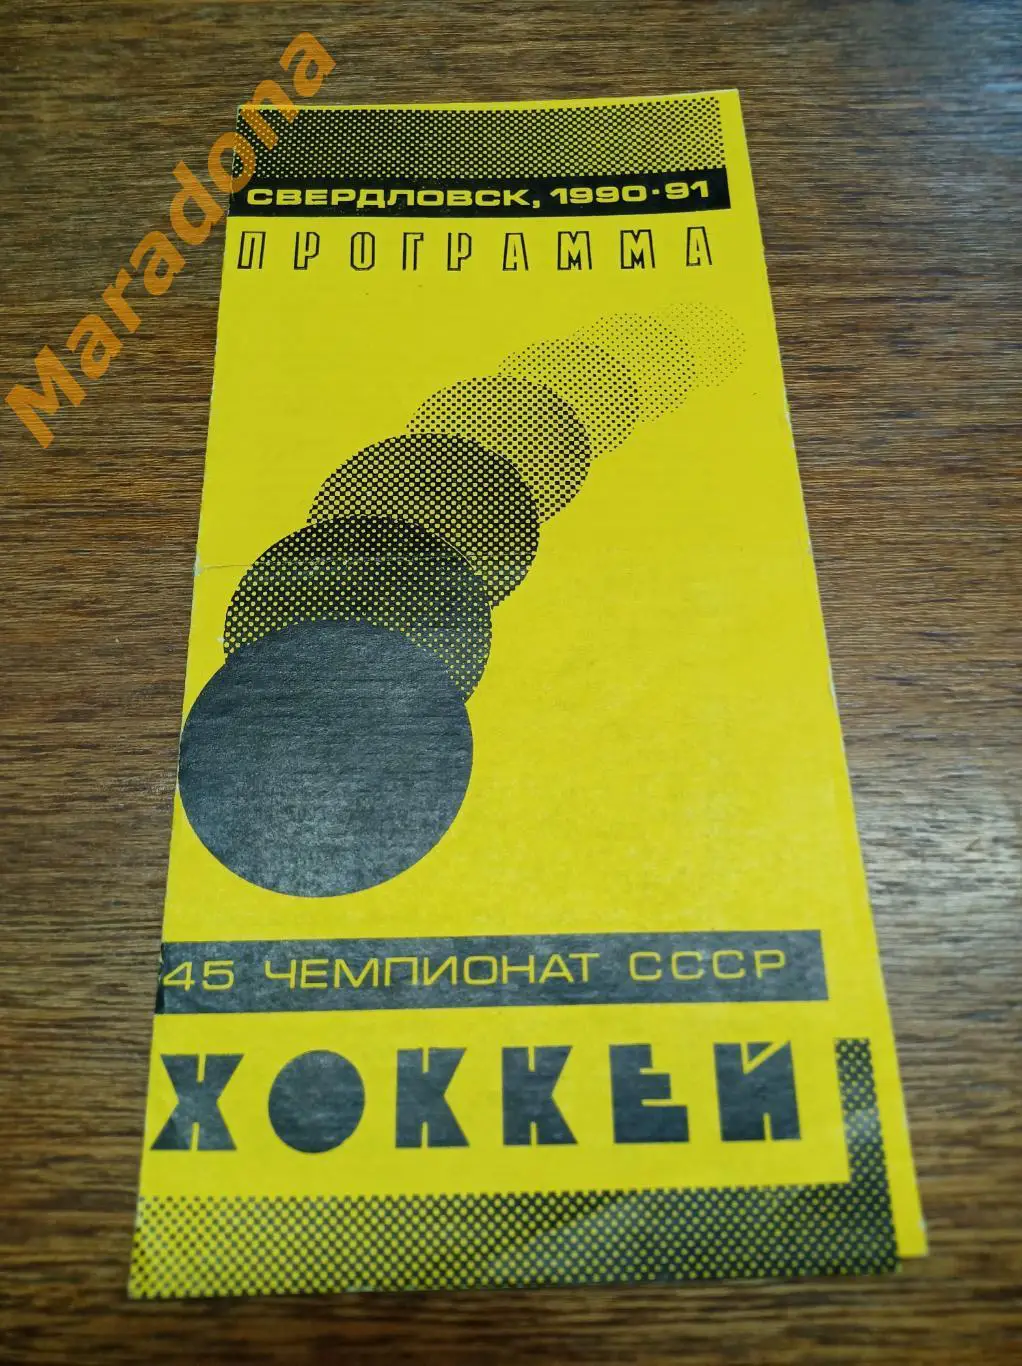 Maradona
СВЕРДЛОВСК, 1990·91
ПРОГРАММА
45 ЧЕМПИОНАТ СССР
ХОККЕЙ